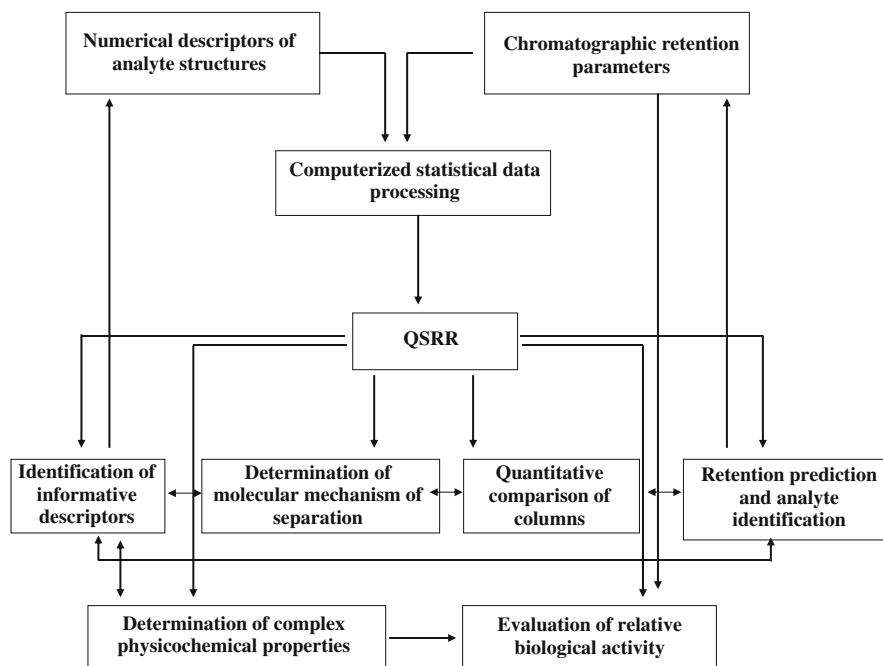 Numerical descriptors of
analyte structures
Chromatographic retention
parameters
Computerized statistical data
processing
QSRR
Identification of
informative
descriptors
Determination of
molecular mechanism of
separation
Quantitative
comparison of
columns
Retention prediction
and analyte
identification
Determination of complex
physicochemical properties
Evaluation of relative
biological activity